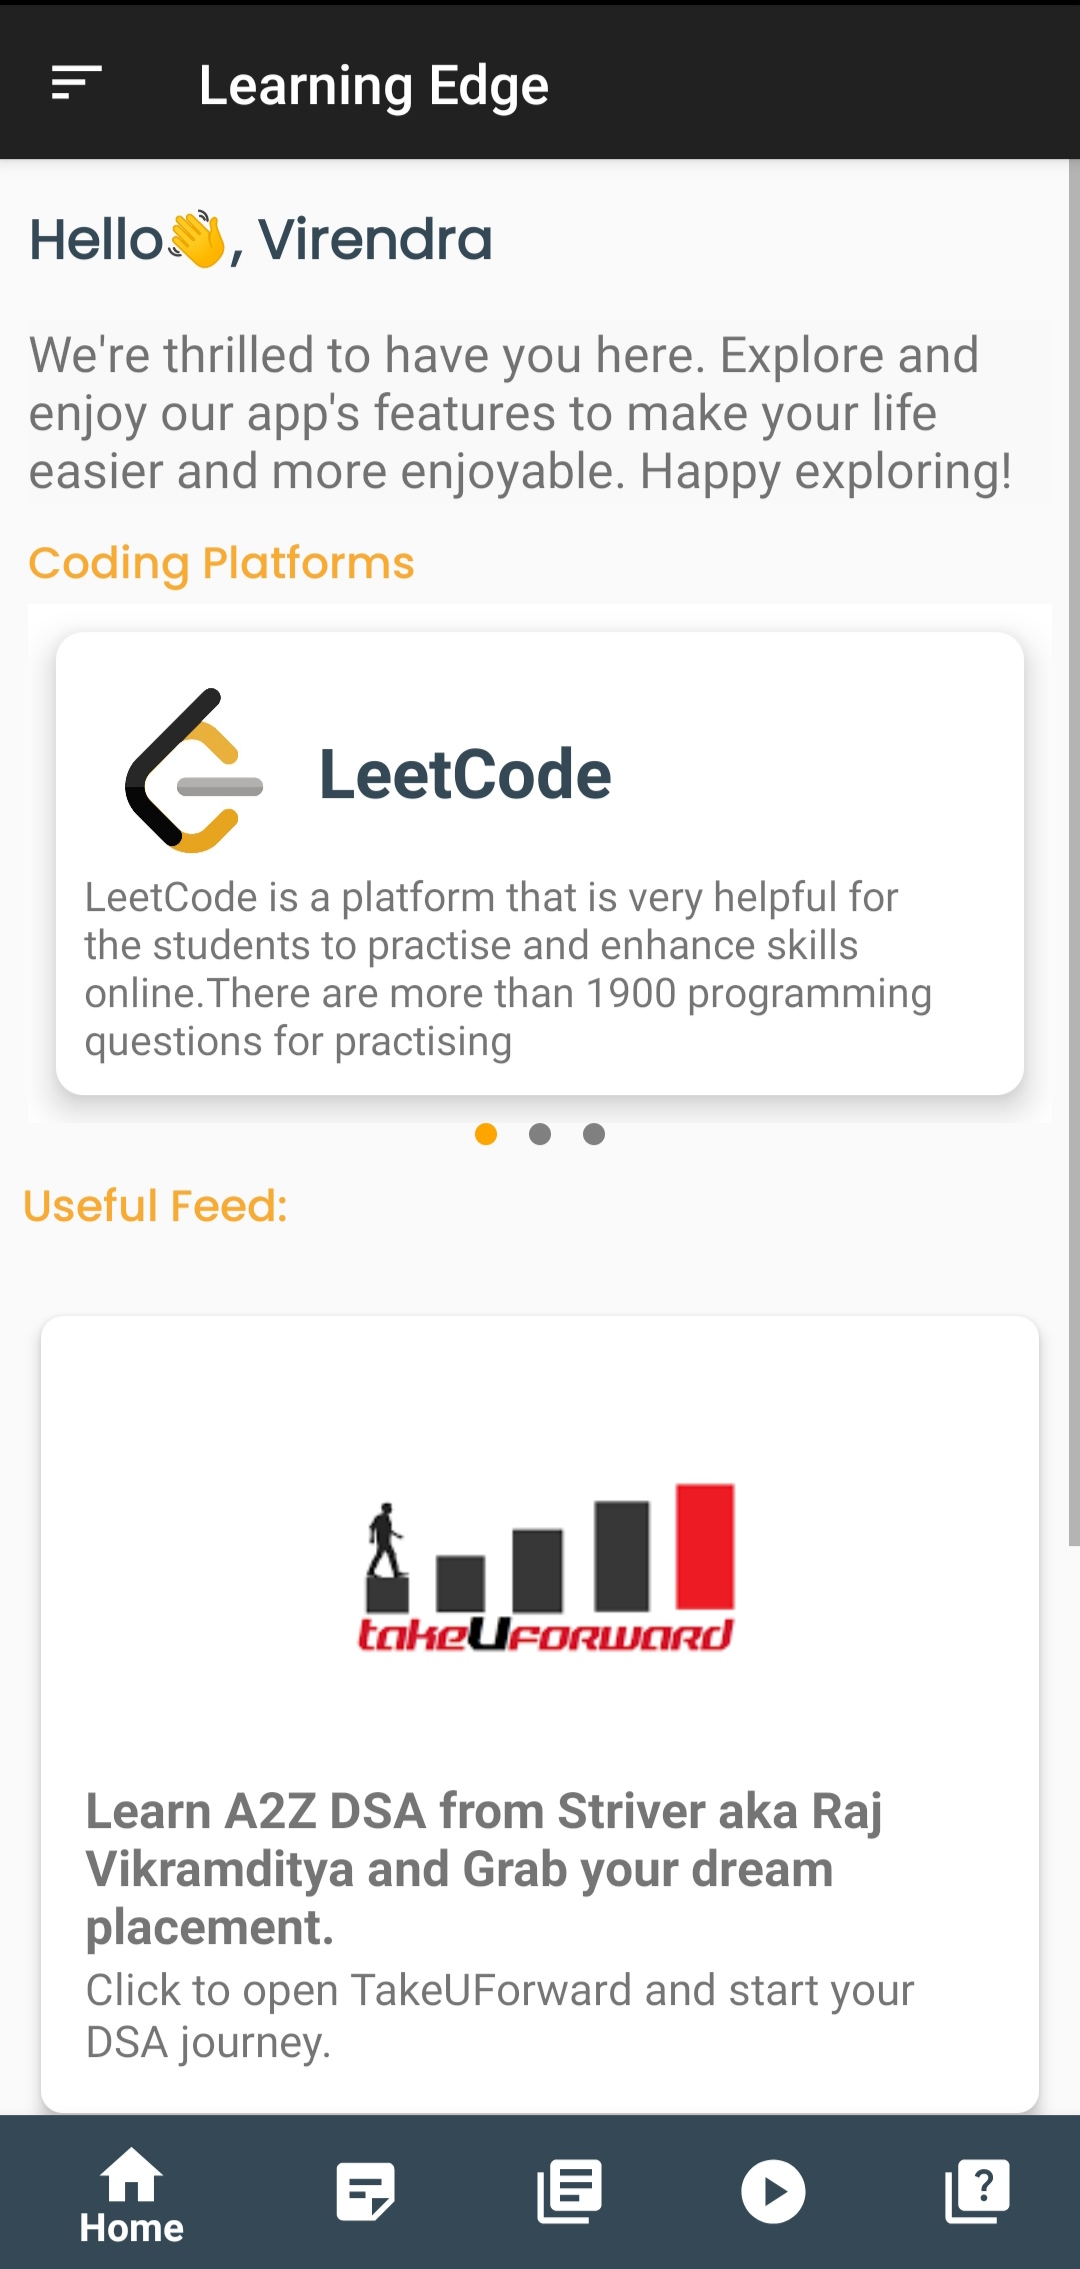 Learning Edge
Hello👋, Virendra
We're thrilled to have you here. Explore and
enjoy our app's features to make your life
easier and more enjoyable. Happy exploring!
Coding Platforms
LeetCode
LeetCode is a platform that is very helpful for
the students to practise and enhance skills
online.There are more than 1900 programming
questions for practising
Useful Feed:
takeUforward
Learn A2Z DSA from Striver aka Raj
Vikramditya and Grab your dream
placement.
Click to open TakeUForward and start your
DSA journey.
Home
?